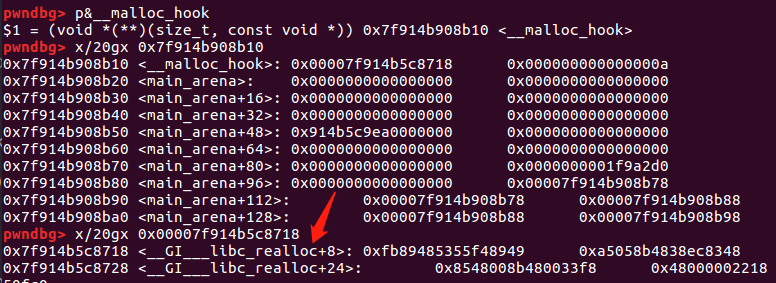 pwndbg> p&__malloc_hook
$1 = (void *(**)(size_t, const void *)) 0x7f914b908b10 <__malloc_hook>
pwndbg> x/20gx 0x7f914b908b10
0x7f914b908b10 <__malloc_hook>: 0x00007f914b5c8718 0x000000000000000a
0x7f914b908b20 <main_arena>: 0x0000000000000000 0x0000000000000000
0x7f914b908b30 <main_arena+16>: 0x0000000000000000 0x0000000000000000
0x7f914b908b40 <main_arena+32>: 0x0000000000000000 0x0000000000000000
0x7f914b908b50 <main_arena+48>: 0x914b5c9ea0000000 0x0000000000000000
0x7f914b908b60 <main_arena+64>: 0x0000000000000000 0x0000000000000000
0x7f914b908b70 <main_arena+80>: 0x0000000000000000 0x0000000001f9a2d0
0x7f914b908b80 <main_arena+96>: 0x0000000000000000 0x00007f914b908b78
0x7f914b908b90 <main_arena+112>: 0x00007f914b908b78 0x00007f914b908b88
0x7f914b908ba0 <main_arena+128>: 0x00007f914b908b88 0x00007f914b908b98
pwndbg> x/20gx 0x00007f914b5c8718
0x7f914b5c8718 <__GI___libc_realloc+8>: 0xfb89485355f48949 0xa5058b4838ec8348
0x7f914b5c8728 <__GI___libc_realloc+24>: 0x8548008b480033f8 0x48000002218